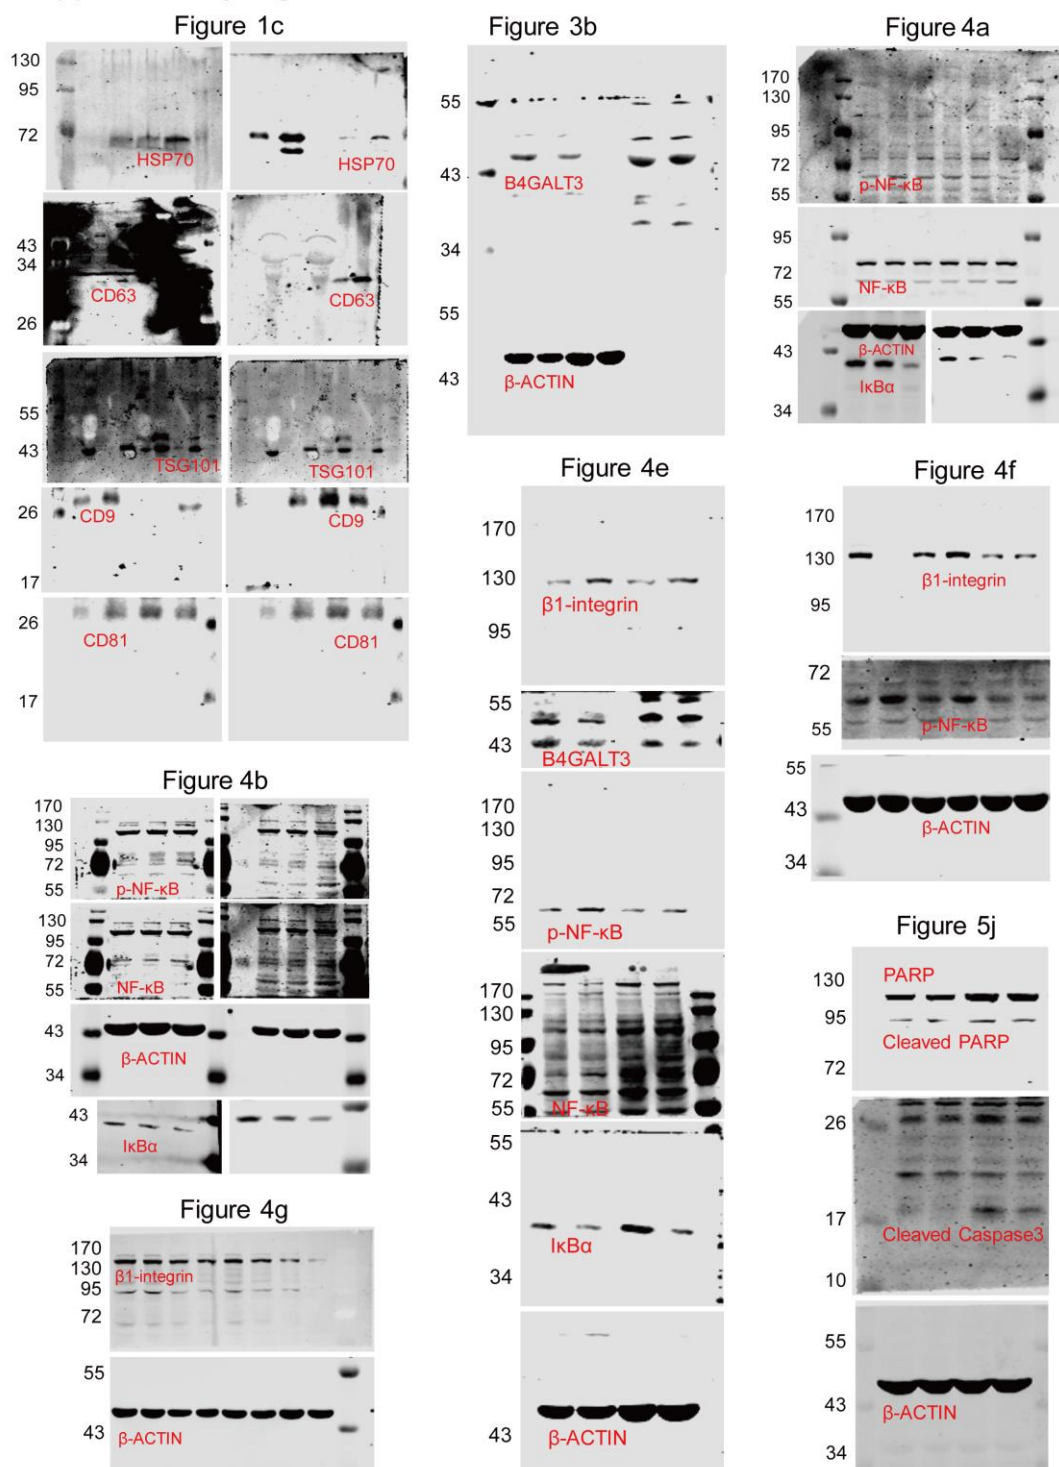 Figure 1c
130
95
72
HSP70
HSP70
43
34
26
CD63
CD63
55
43
TSG101
TSG101
26
17
CD9
CD9
26
17
CD81
CD81
Figure 3b
55
43
34
B4GALT3
55
43
β-ACTIN
Figure 4a
170
130
95
72
55
p-NF-κB
95
72
55
NF-κB
43
34
β-ACTIN
IκBα
Figure 4b
170
130
95
72
55
p-NF-κB
130
95
72
55
NF-κB
43
34
β-ACTIN
43
34
IκBα
Figure 4e
170
130
95
β1-integrin
55
43
B4GALT3
170
130
95
72
55
p-NF-κB
170
130
95
72
55
NF-κB
55
43
34
IκBα
43
β-ACTIN
Figure 4f
170
130
95
β1-integrin
72
55
p-NF-κB
55
43
34
β-ACTIN
Figure 4g
170
130
95
72
β1-integrin
55
43
β-ACTIN
Figure 5j
PARP
130
95
72
Cleaved PARP
26
17
10
Cleaved Caspase3
55
43
34
β-ACTIN